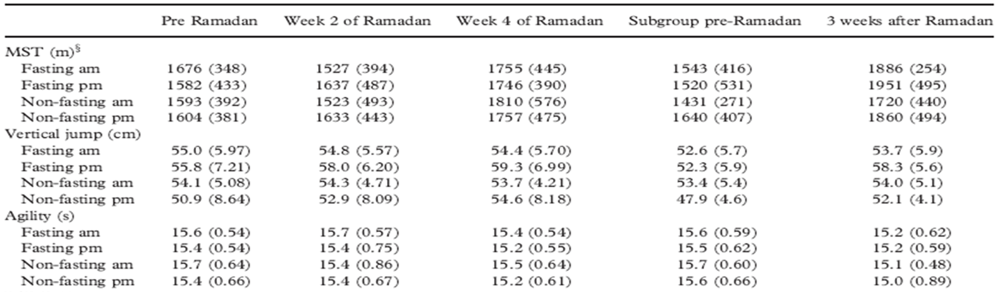 Pre Ramadan Week 2 of Ramadan Week 4 of Ramadan Subgroup pre-Ramadan 3 weeks after Ramadan
MST (m)§
Fasting am 1676 (348) 1527 (394) 1755 (445) 1543 (416) 1886 (254)
Fasting pm 1582 (433) 1637 (487) 1746 (390) 1520 (531) 1951 (495)
Non-fasting am 1593 (392) 1523 (493) 1810 (576) 1431 (271) 1720 (440)
Non-fasting pm 1604 (381) 1633 (443) 1757 (475) 1640 (407) 1860 (494)
Vertical jump (cm)
Fasting am 55.0 (5.97) 54.8 (5.57) 54.4 (5.70) 52.6 (5.7) 53.7 (5.9)
Fasting pm 55.8 (7.21) 58.0 (6.20) 59.3 (6.99) 52.3 (5.9) 58.3 (5.6)
Non-fasting am 54.1 (5.08) 54.3 (4.71) 53.7 (4.21) 53.4 (5.4) 54.0 (5.1)
Non-fasting pm 50.9 (8.64) 52.9 (8.09) 54.6 (8.18) 47.9 (4.6) 52.1 (4.1)
Agility (s)
Fasting am 15.6 (0.54) 15.7 (0.57) 15.4 (0.54) 15.6 (0.59) 15.2 (0.62)
Fasting pm 15.4 (0.54) 15.4 (0.75) 15.2 (0.55) 15.5 (0.62) 15.2 (0.59)
Non-fasting am 15.7 (0.64) 15.4 (0.86) 15.5 (0.64) 15.7 (0.60) 15.1 (0.48)
Non-fasting pm 15.4 (0.66) 15.4 (0.67) 15.2 (0.61) 15.6 (0.66) 15.0 (0.89)